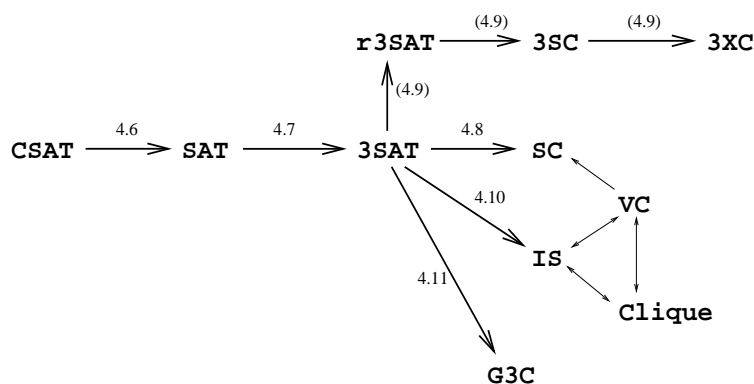 r3SAT (4.9) 3SC (4.9) 3XC
(4.9)
CSAT 4.6 SAT 4.7 3SAT 4.8 SC
VC
4.10
IS
4.11
Clique
G3C